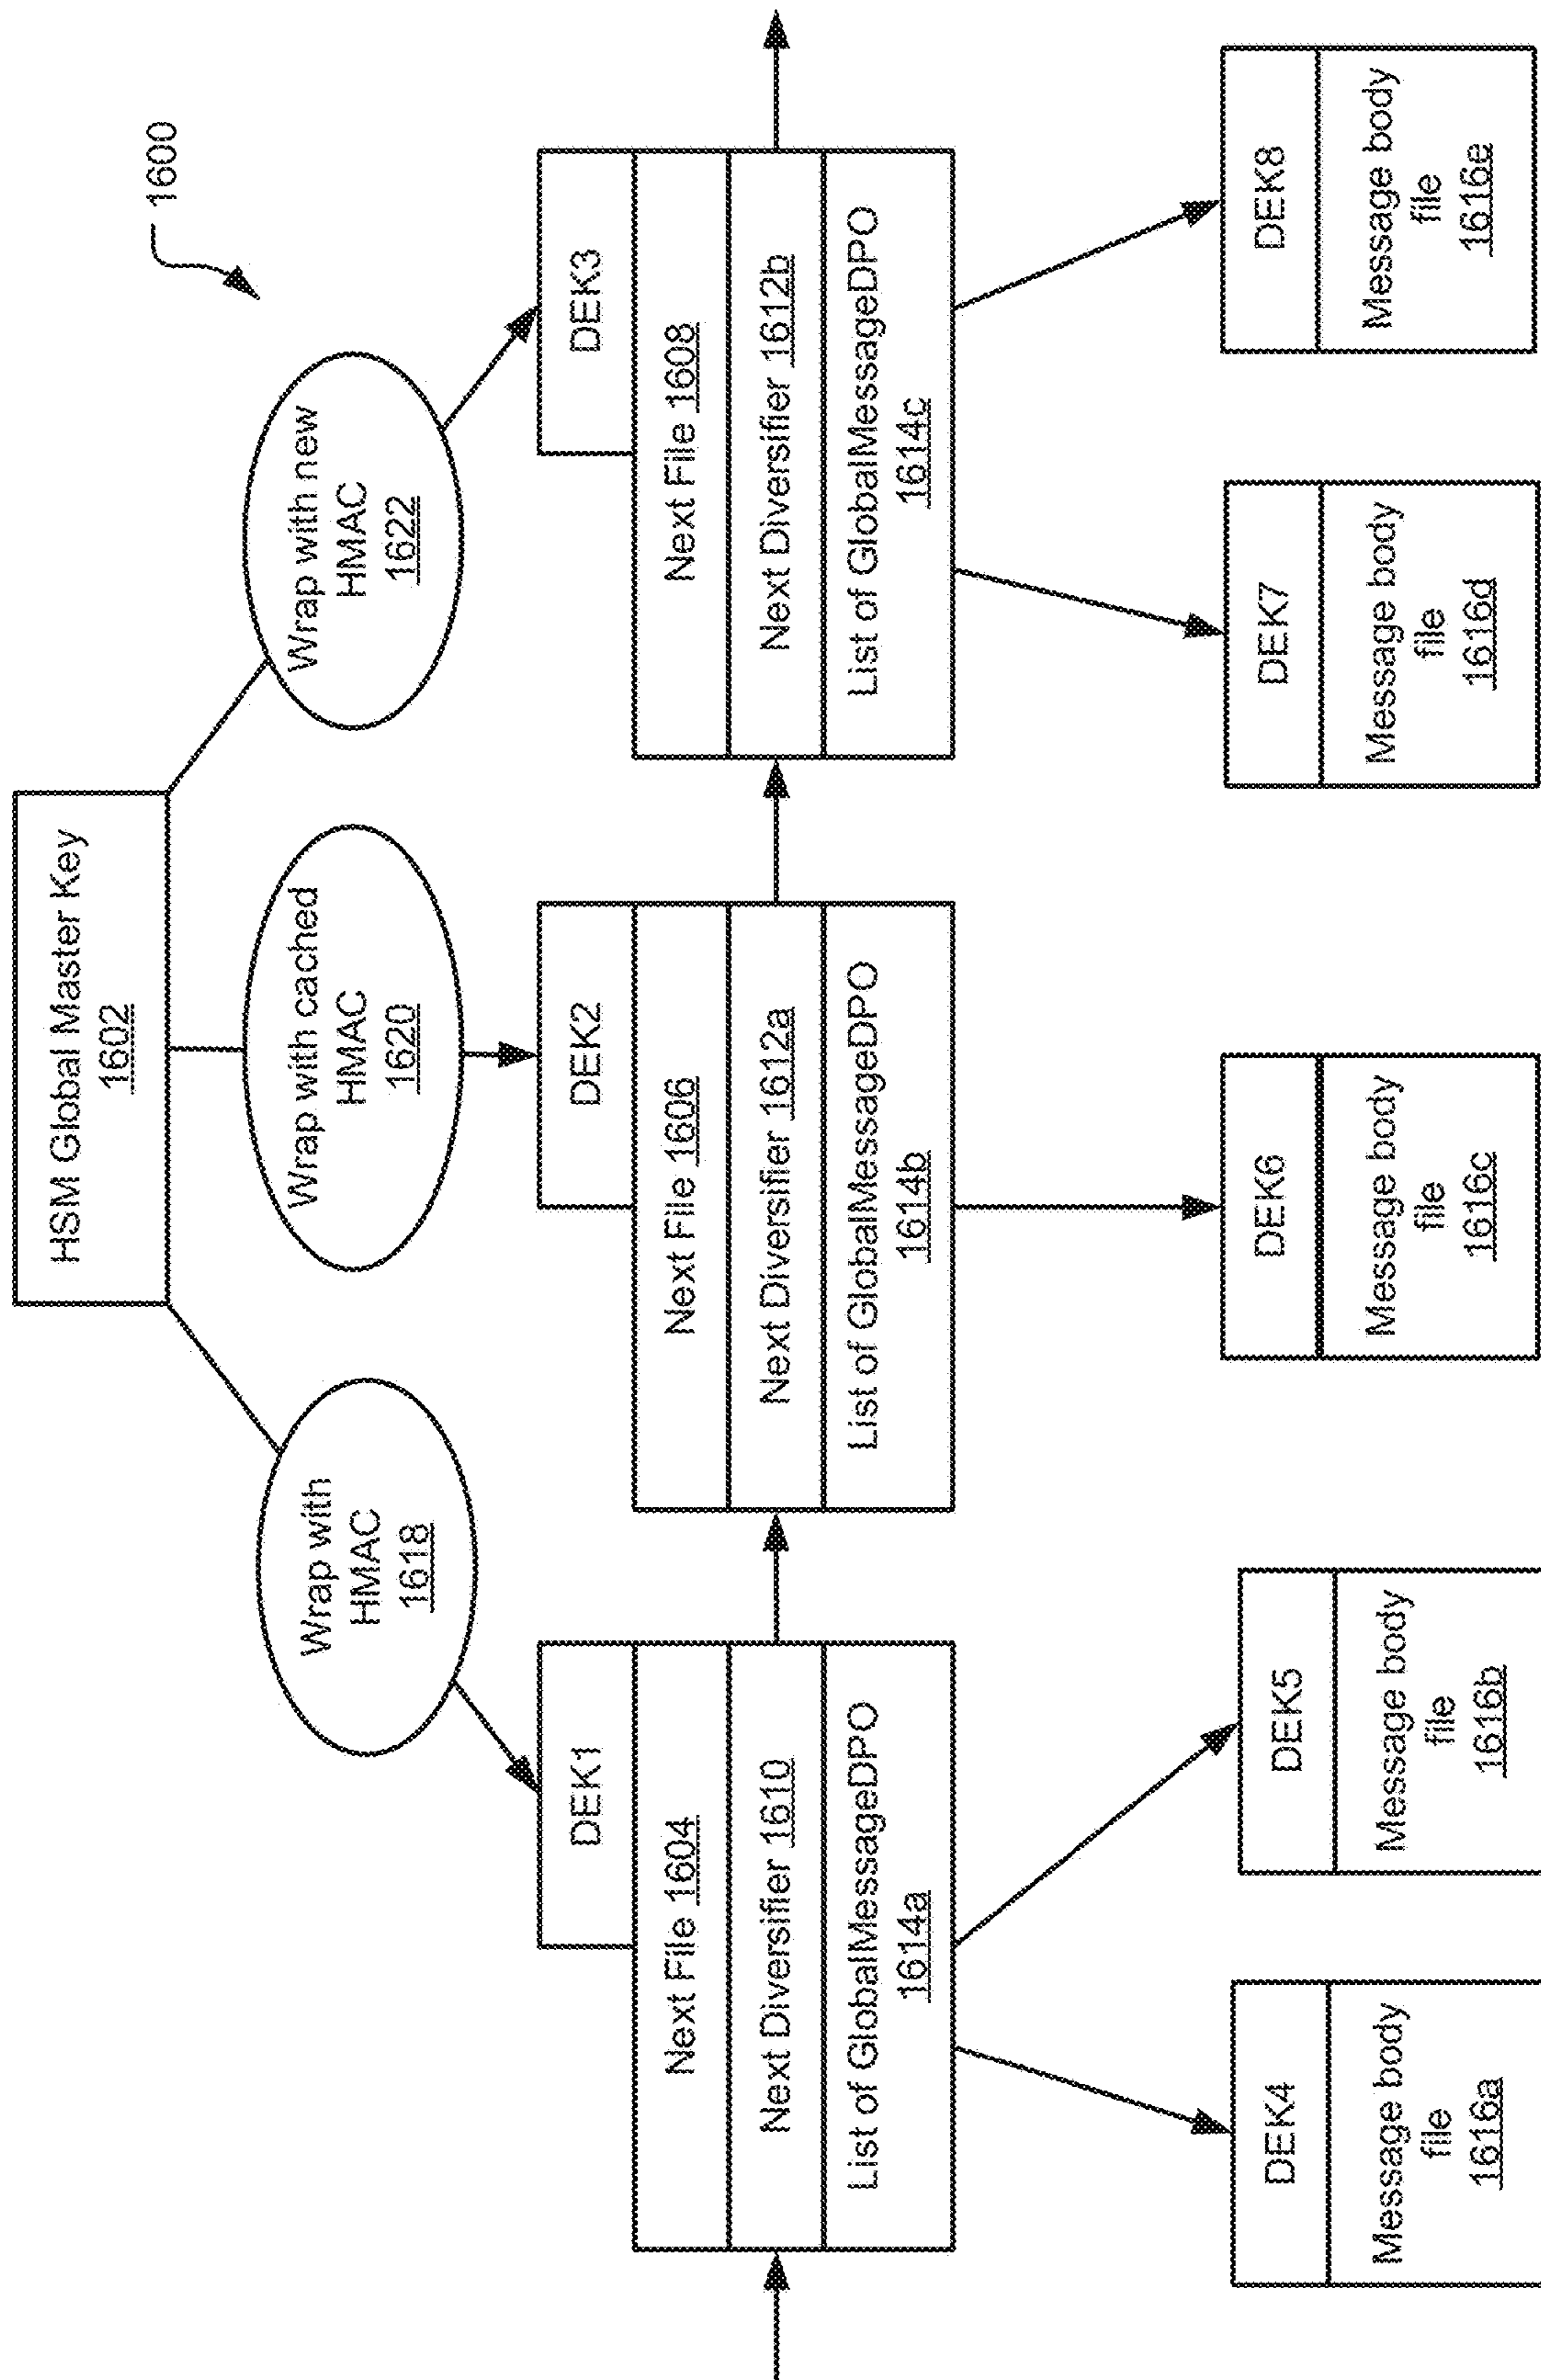 1600
HSM Global Master Key
1602
Wrap with
HMAC
1618
Wrap with cached
HMAC
1620
Wrap with new
HMAC
1622
DEK1
Next File 1604
Next Diversifier 1610
List of GlobalMessageDPO
1614a
DEK2
Next File 1606
Next Diversifier 1612a
List of GlobalMessageDPO
1614b
DEK3
Next File 1608
Next Diversifier 1612b
List of GlobalMessageDPO
1614c
DEK4
Message body
file
1616a
DEK5
Message body
file
1616b
DEK6
Message body
file
1616c
DEK7
Message body
file
1616d
DEK8
Message body
file
1616e